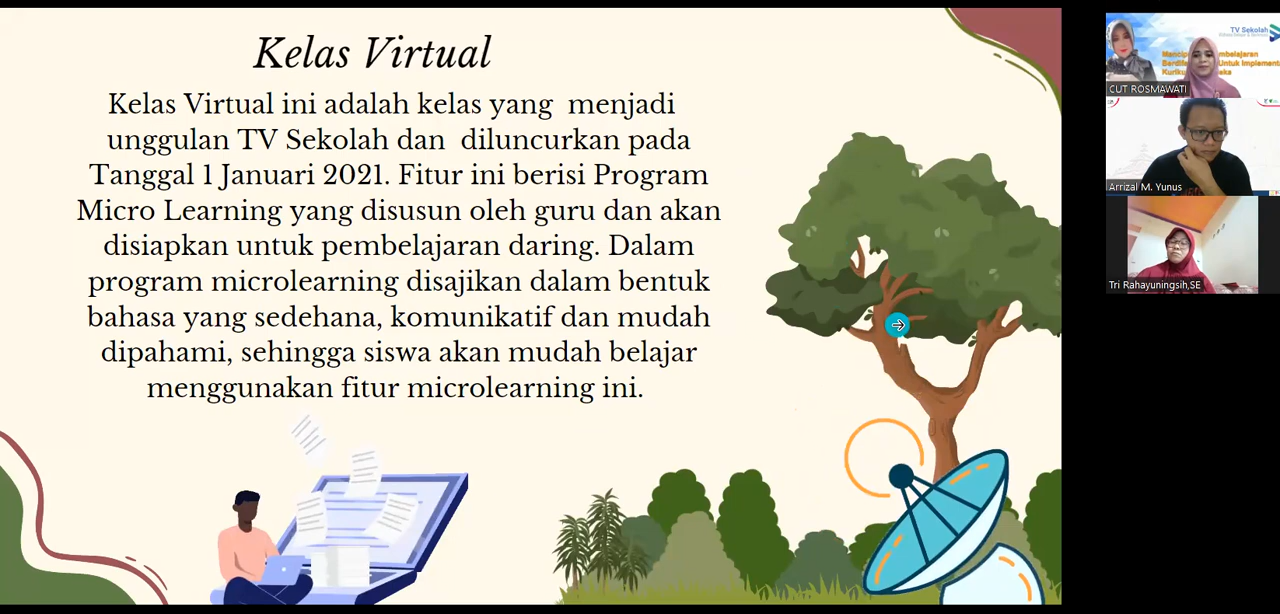 Kelas Virtual
Kelas Virtual ini adalah kelas yang menjadi
unggulan TV Sekolah dan diluncurkan pada
Tanggal 1 Januari 2021. Fitur ini berisi Program
Micro Learning yang disusun oleh guru dan akan
disiapkan untuk pembelajaran daring. Dalam
program microlearning disajikan dalam bentuk
bahasa yang sedehana, komunikatif dan mudah
dipahami, sehingga siswa akan mudah belajar
menggunakan fitur microlearning ini.
TV Sekolah
CUT ROSMAWATI
Arrizal M. Yunus
Tri Rahayuningsih,SE